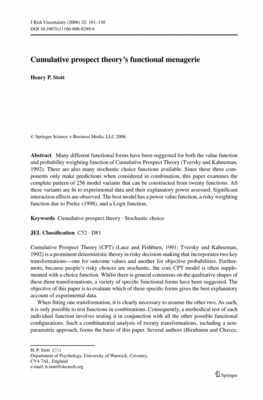 J Risk Uncertainty (2006) 32: 101–130
DOI 10.1007/s11166-006-8289-6
Cumulative prospect theory's functional menagerie
Henry P. Stott
© Springer Science + Business Media, LLC 2006
Abstract Many different functional forms have been suggested for both the value function
and probability weighting function of Cumulative Prospect Theory (Tversky and Kahneman,
1992). There are also many stochastic choice functions available. Since these three com-
ponents only make predictions when considered in combination, this paper examines the
complete pattern of 256 model variants that can be constructed from twenty functions. All
these variants are fit to experimental data and their explanatory power assessed. Significant
interaction effects are observed. The best model has a power value function, a risky weighting
function due to Prelec (1998), and a Logit function.
Keywords Cumulative prospect theory · Stochastic choice
JEL Classification C52 · D81
Cumulative Prospect Theory (CPT) (Luce and Fishburn, 1991; Tversky and Kahneman,
1992) is a prominent deterministic theory in risky decision-making that incorporates two key
transformations—one for outcome values and another for objective probabilities. Further-
more, because people's risky choices are stochastic, the core CPT model is often supple-
mented with a choice function. Whilst there is general consensus on the qualitative shapes of
these three transformations, a variety of specific functional forms have been suggested. The
objective of this paper is to evaluate which of these specific forms gives the best explanatory
account of experimental data.
When fitting one transformation, it is clearly necessary to assume the other two. As such,
it is only possible to test functions in combinations. Consequently, a methodical test of each
individual function involves testing it in conjunction with all the other possible functional
configurations. Such a combinatorial analysis of twenty transformations, including a non-
parametric approach, forms the basis of this paper. Several authors (Birnbaum and Chavez,
H. P. Stott
Department of Psychology, University of Warwick, Coventry,
CV4 7AL, England
e-mail: h.stott@dectech.org
Springer